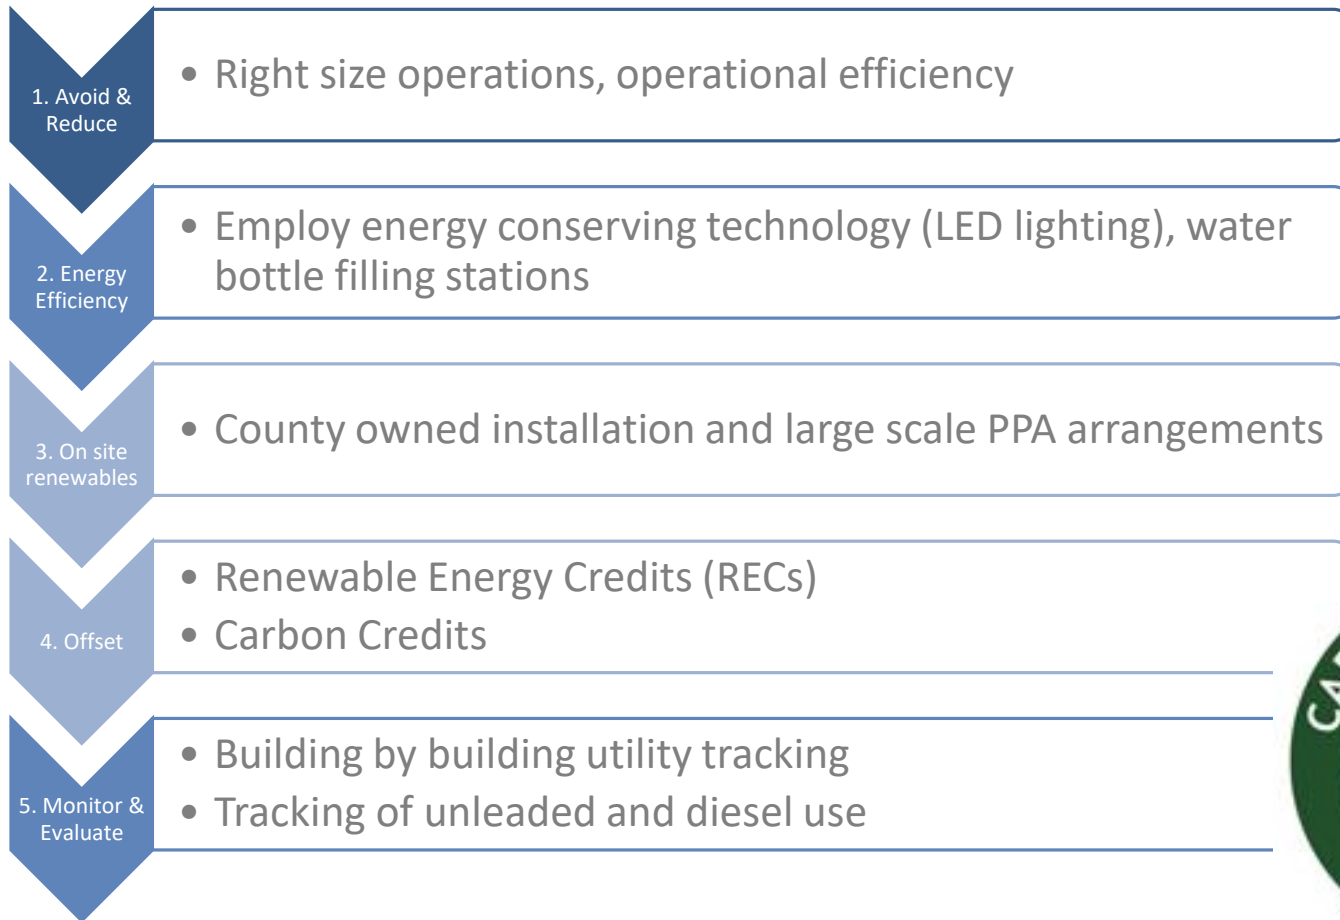 1. Avoid &
Reduce
• Right size operations, operational efficiency
2. Energy
Efficiency
• Employ energy conserving technology (LED lighting), water
bottle filling stations
3. On site
renewables
• County owned installation and large scale PPA arrangements
4. Offset
• Renewable Energy Credits (RECs)
• Carbon Credits
5. Monitor &
Evaluate
• Building by building utility tracking
• Tracking of unleaded and diesel use